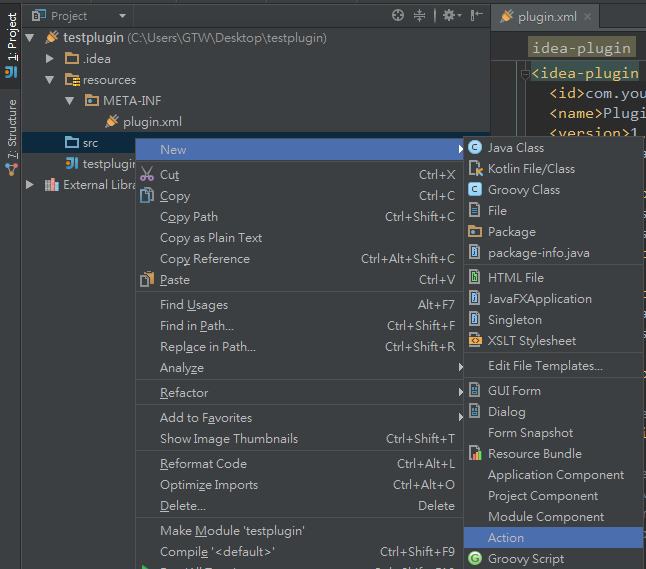 Project
plugin.xml
1: Project
7: Structure
testplugin (C:\Users\GTW\Desktop\testplugin)
.idea
resources
META-INF
plugin.xml
src
testplugin
External Libra
idea-plugin
<idea-plugin
<id>com.you
<name>Plugi
<version>1
New
Cut Ctrl+X
Copy Ctrl+C
Copy Path Ctrl+Shift+C
Copy as Plain Text
Copy Reference Ctrl+Alt+Shift+C
Paste Ctrl+V
Find Usages Alt+F7
Find in Path... Ctrl+Shift+F
Replace in Path... Ctrl+Shift+R
Analyze
Refactor
Add to Favorites
Show Image Thumbnails Ctrl+Shift+T
Reformat Code Ctrl+Alt+L
Optimize Imports Ctrl+Alt+O
Delete... Delete
Make Module 'testplugin'
Compile '<default>' Ctrl+Shift+F9
Java Class
Kotlin File/Class
Groovy Class
File
Package
package-info.java
HTML File
JavaFXApplication
Singleton
XSLT Stylesheet
Edit File Templates...
GUI Form
Dialog
Form Snapshot
Resource Bundle
Application Component
Project Component
Module Component
Action
Groovy Script